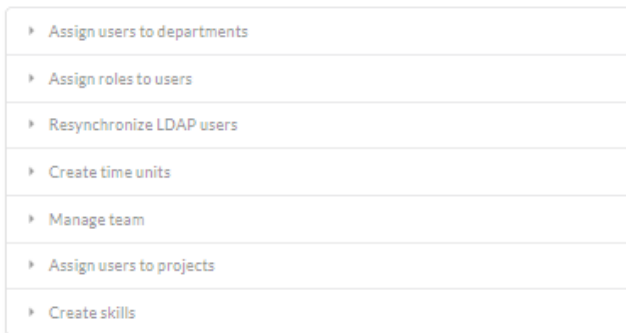 Assign users to departments
Assign roles to users
Resynchronize LDAP users
Create time units
Manage team
Assign users to projects
Create skills